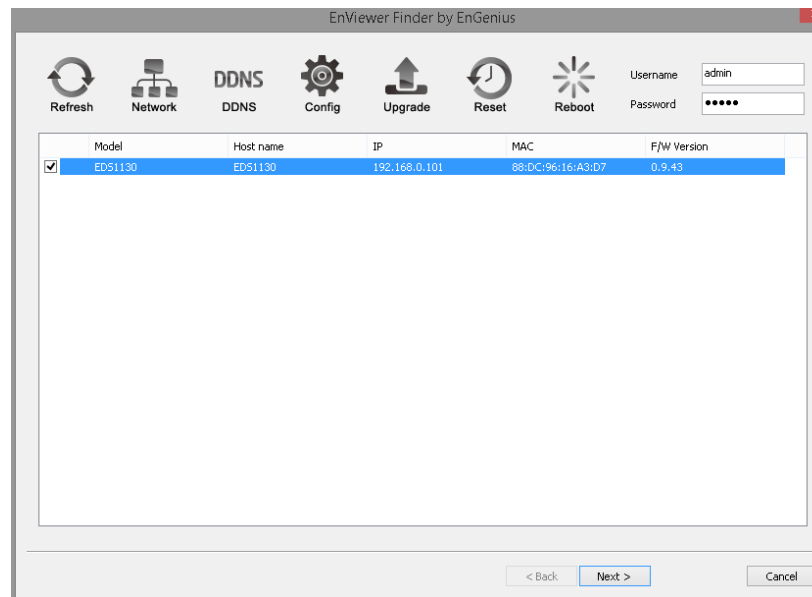 EnViewer Finder by EnGenius
Refresh Network DDNS DDNS Config Upgrade Reset Reboot
Username admin
Password •••••
Model Host name IP MAC F/W Version
EDS1130 EDS1130 192.168.0.101 88:DC:96:16:A3:D7 0.9.43
< Back Next > Cancel